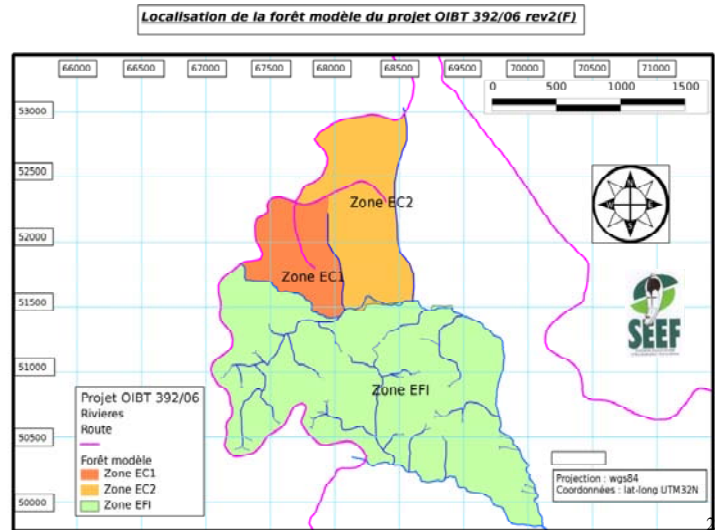 Localisation de la forêt modèle du projet OIBT 392/06 rev2(F)
66000 66500 67000 67500 68000 68500 69500 70000 70500 71000
0 500 1000 1500
53000
52500
Zone EC2
52000
Zone EC1
51500
SEEF
51000
Zone EFI
Projet OIBT 392/06
Rivieres
Route
50500
Forêt modèle
Zone EC1
Zone EC2
Zone EFI
Projection : wgs84
Coordonnées : lat-long UTM32N
50000